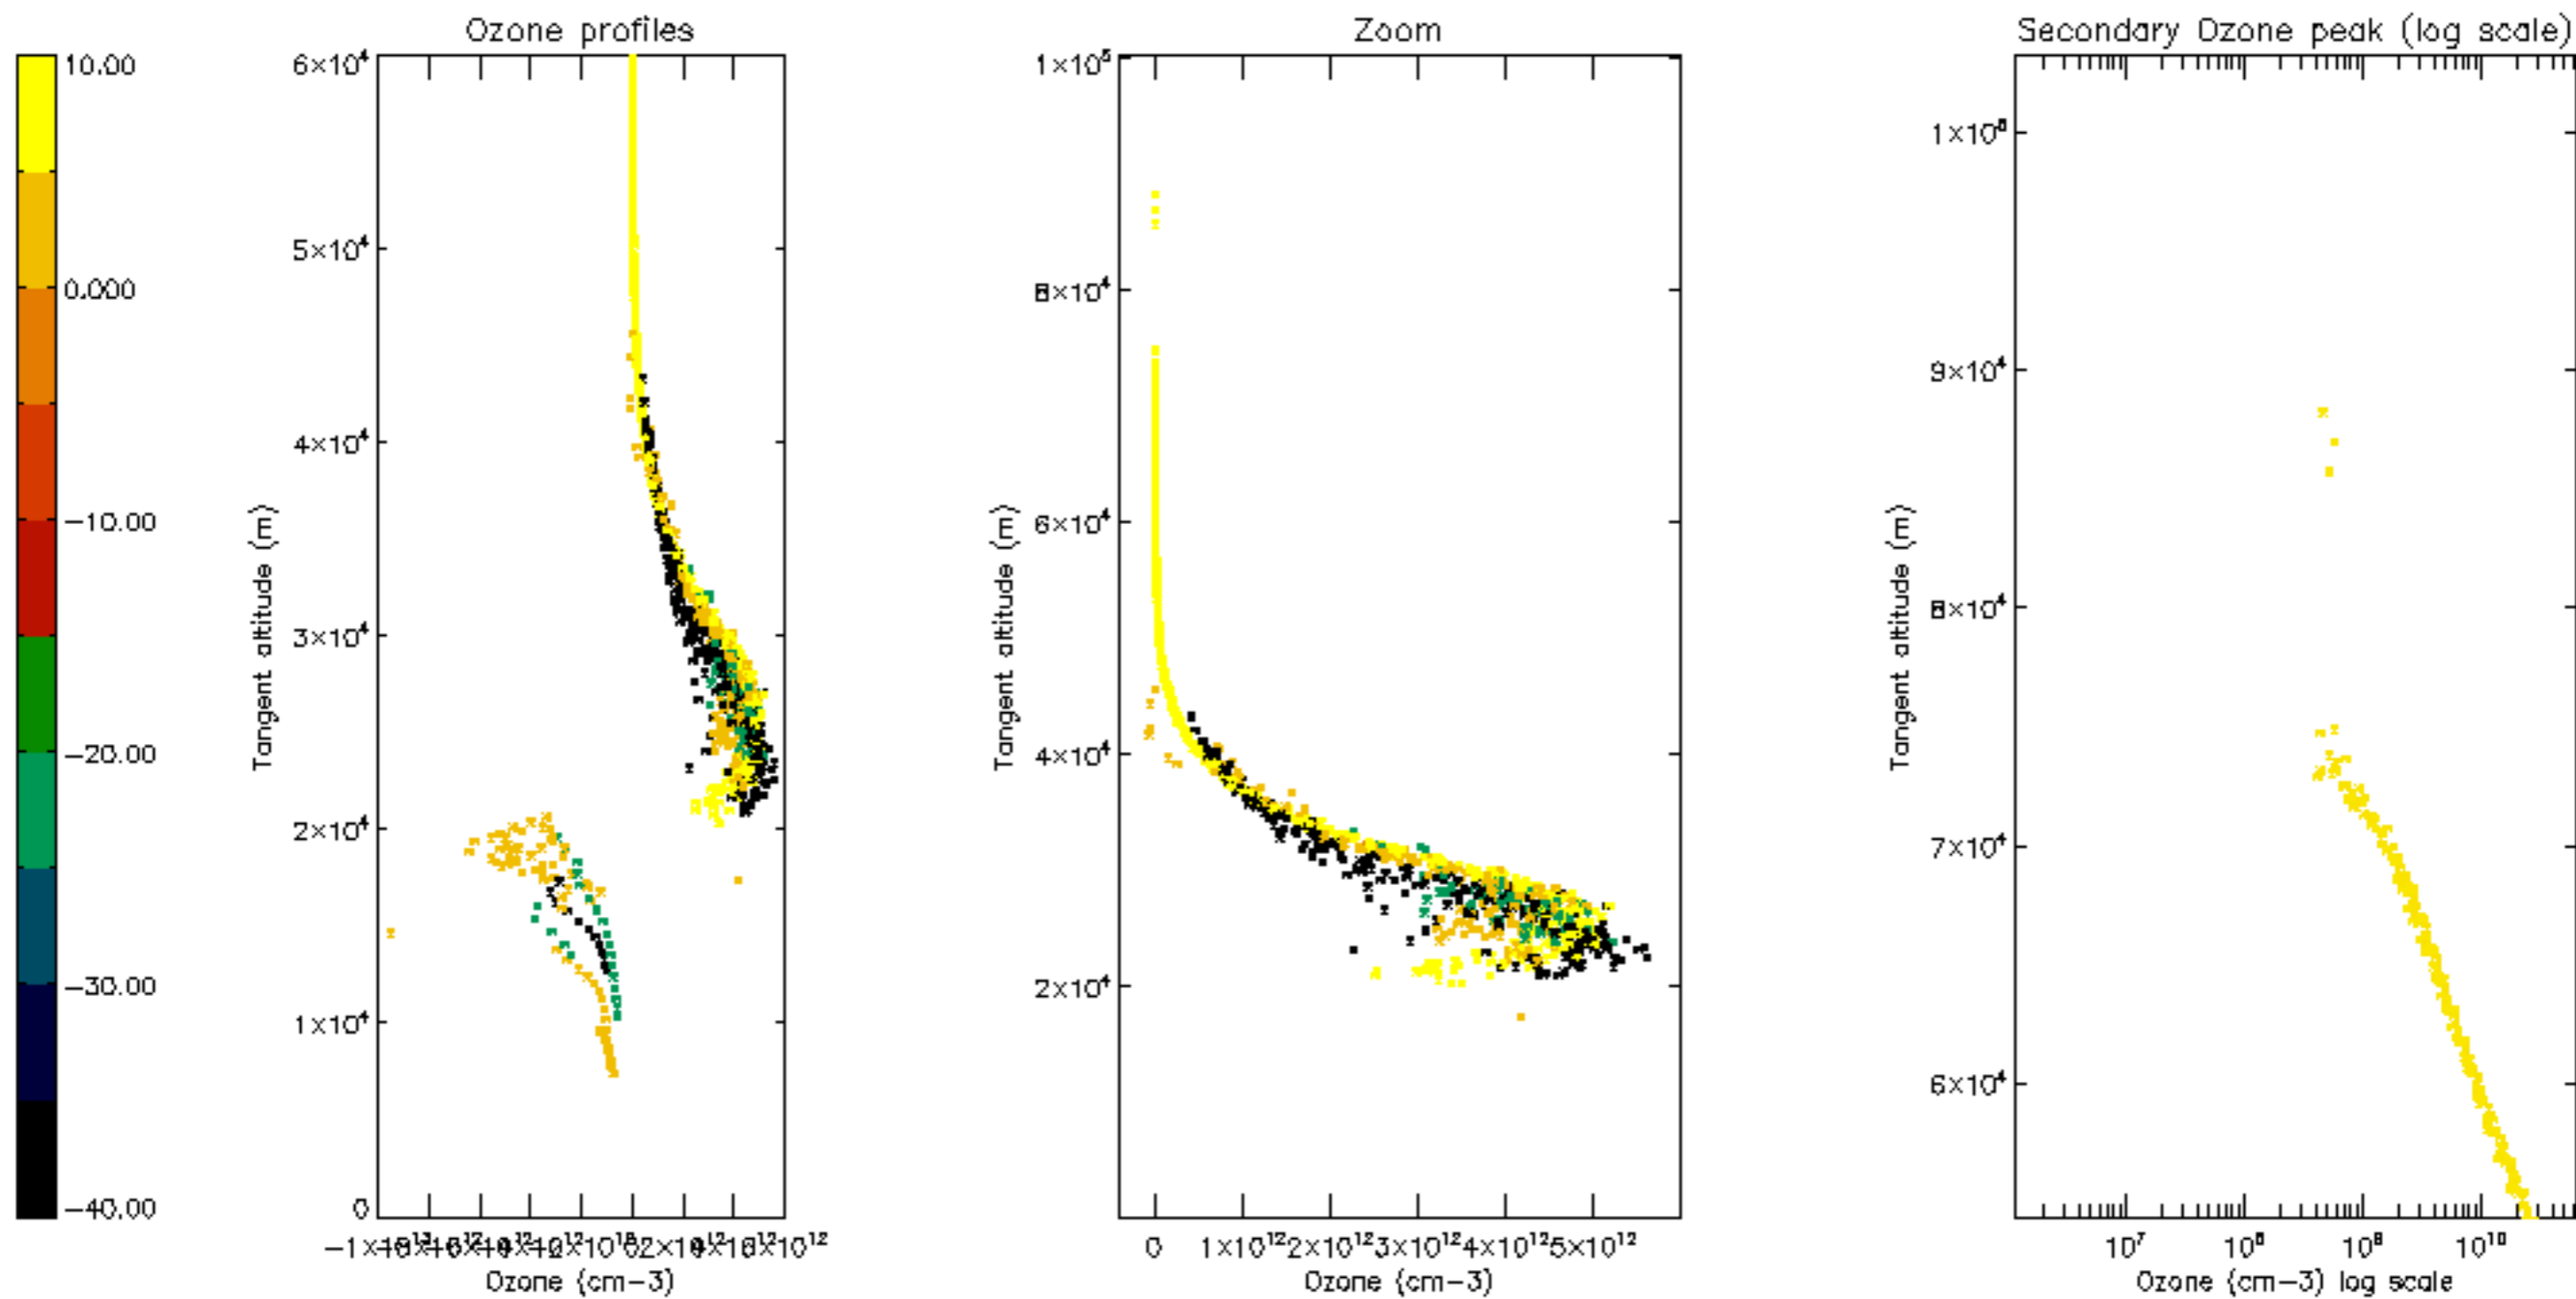 Ozone profiles
Zoom
Secondary Ozone peak (log scale)
10.00
0.000
−10.00
−20.00
−30.00
−40.00
6×10⁴
5×10⁴
4×10⁴
3×10⁴
2×10⁴
1×10⁴
0
Tangent altitude (m)
Ozone (cm−3)
1×10⁵
8×10⁴
6×10⁴
4×10⁴
2×10⁴
Tangent altitude (m)
0 1×10¹² 2×10¹² 3×10¹² 4×10¹² 5×10¹²
Ozone (cm−3)
9×10⁴
8×10⁴
7×10⁴
6×10⁴
Tangent altitude (m)
10⁷ 10⁸ 10⁹ 10¹⁰
Ozone (cm−3) log scale